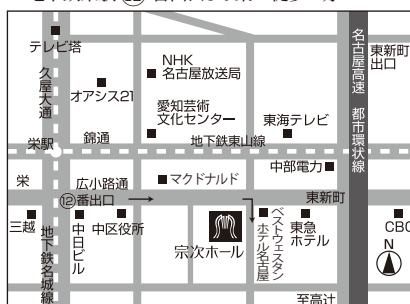 テレビ塔
NHK
名古屋放送局
名古屋高速 都市環状線
東新町
出口
久屋大通
オアシス21
愛知芸術
文化センター
東海テレビ
栄駅
錦通
地下鉄東山線
中部電力
栄
広小路通
マクドナルド
東新町
⑫番出口
三越
地下鉄名城線
中日ビル
中区役所
宗次ホール
ベストウェスタン
ホテル名古屋
東急
ホテル
CBC
N
至高辻